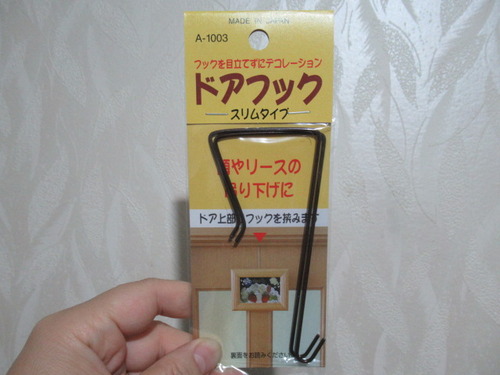 MADE IN JAPAN
A-1003
フックを目立てずにデコレーション
ドアフック
スリムタイプ
やリースの
り下げに
ドア上部 フックを挟みます
裏面をお読みください